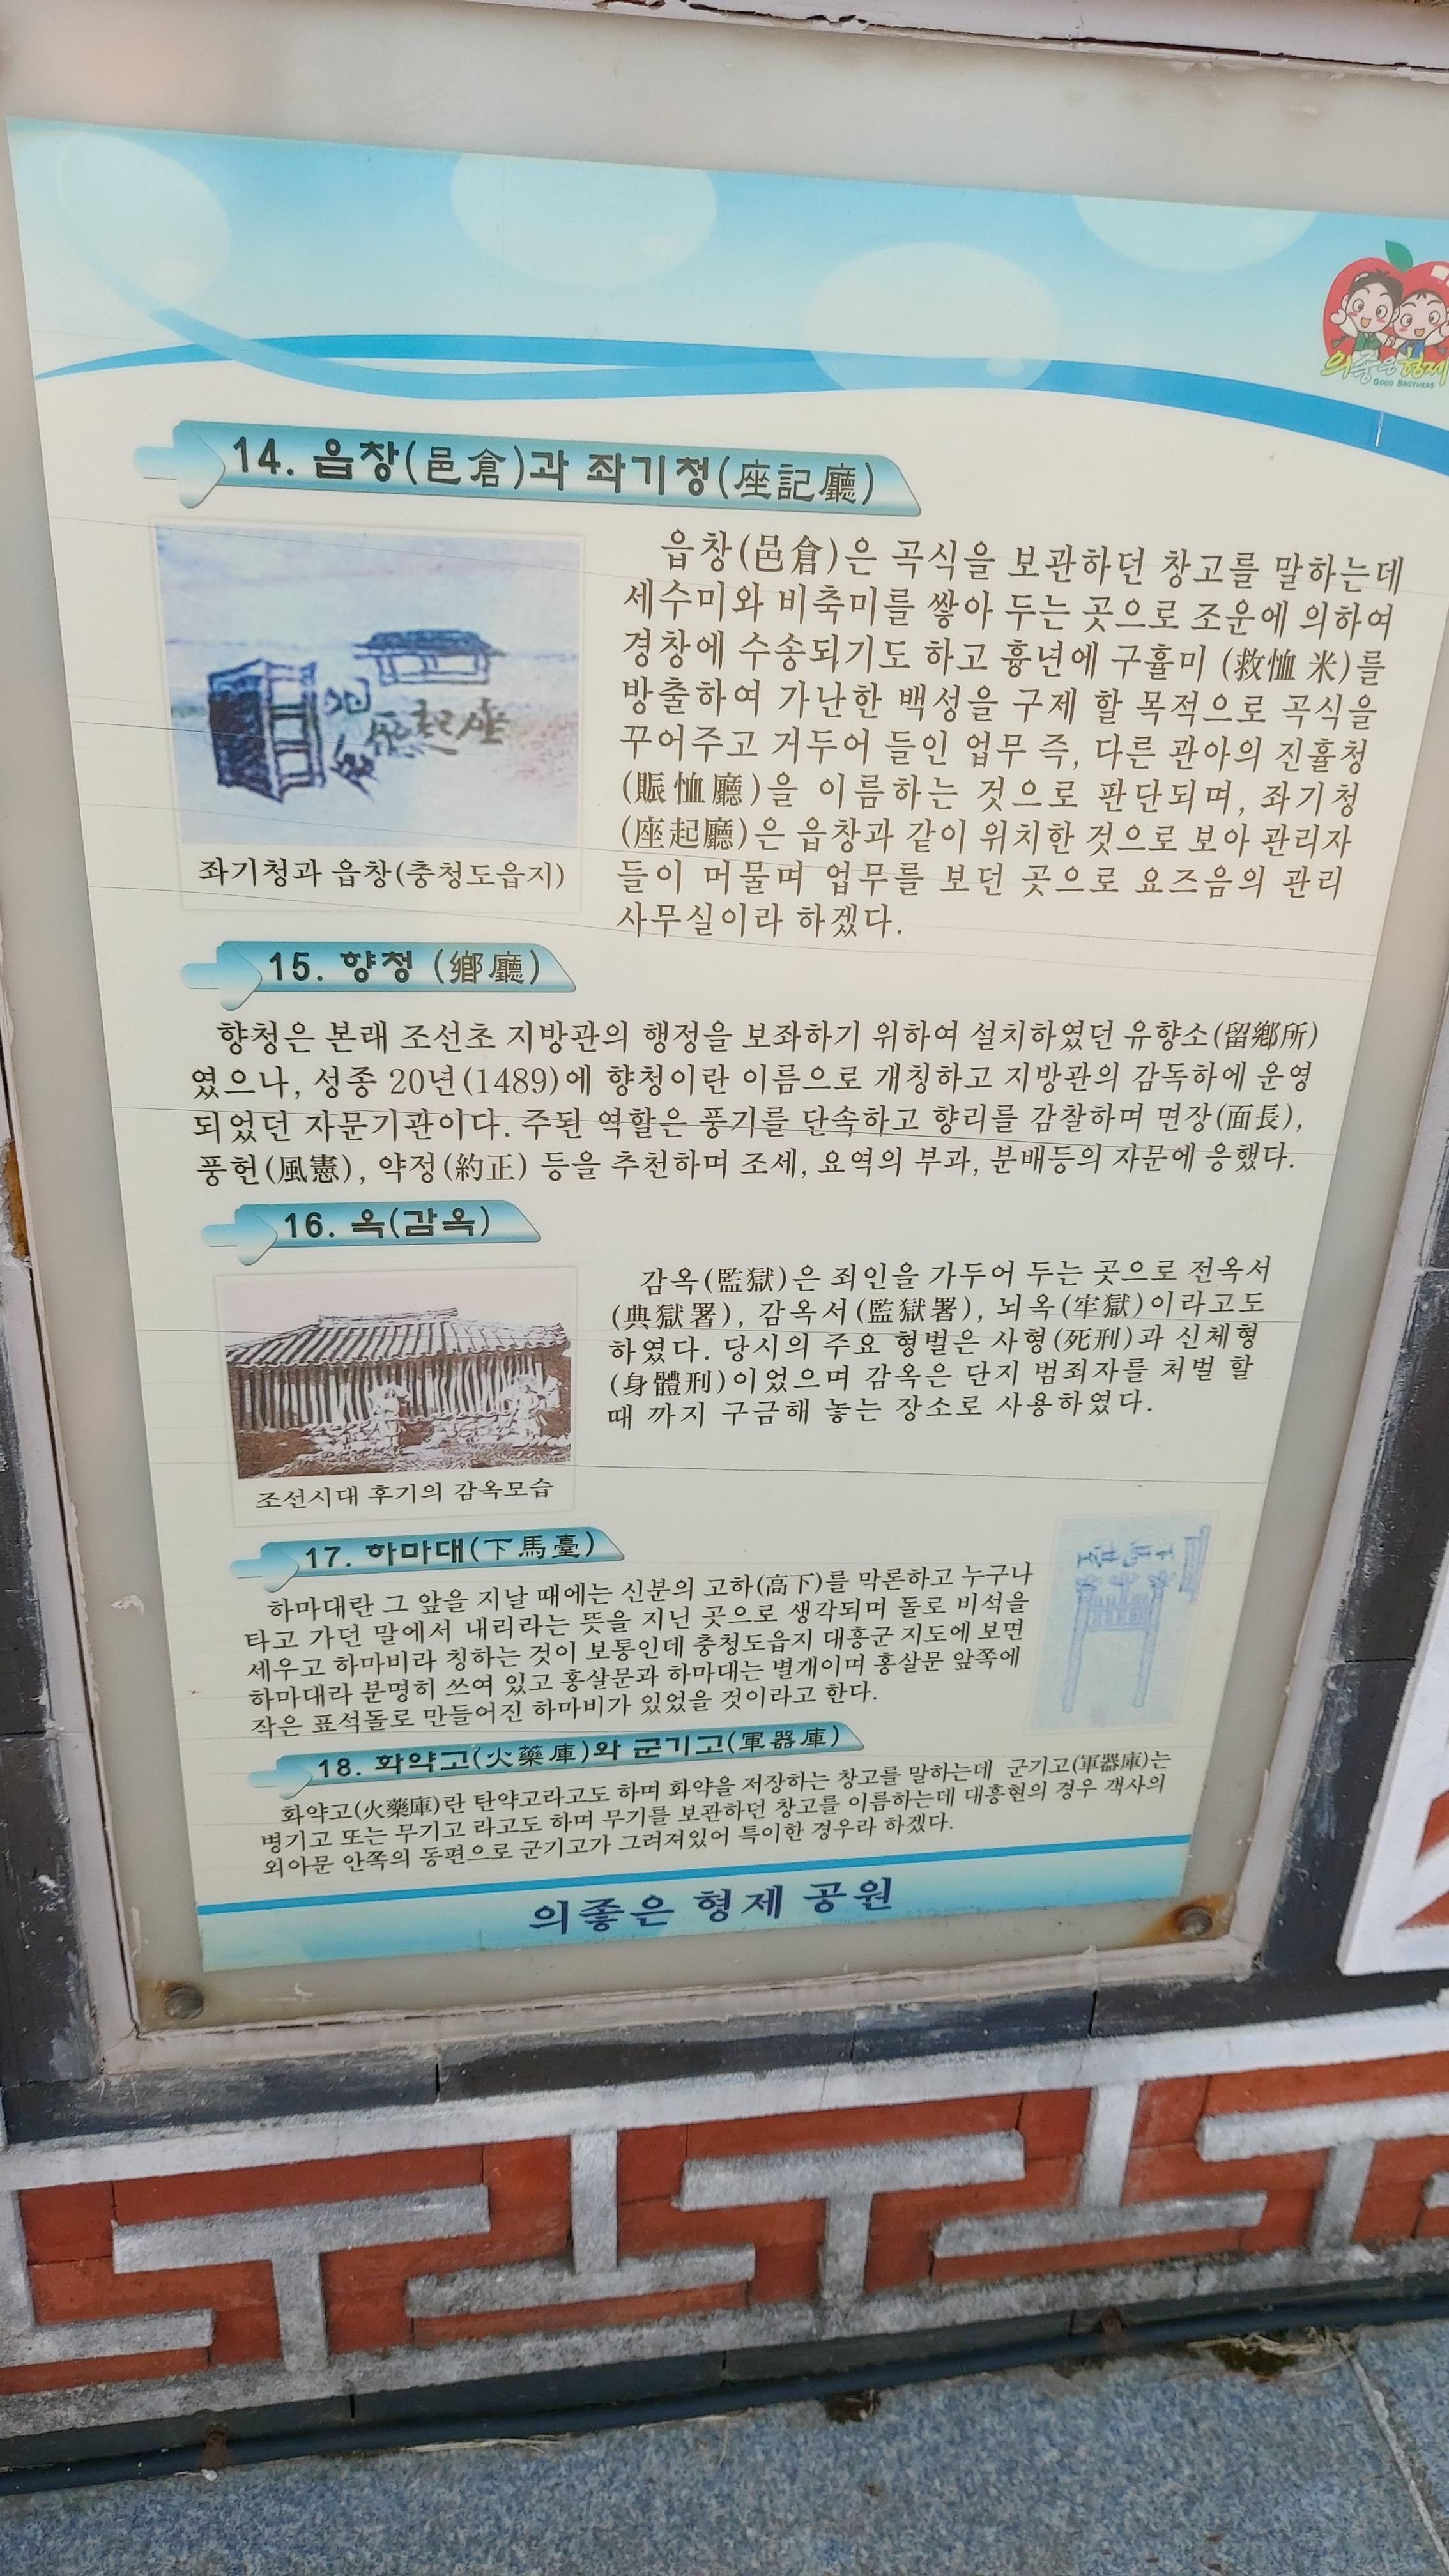 의좋은형제
GOOD BROTHERS
14. 읍창(邑倉)과 좌기청(座記廳)
읍창(邑倉)은 곡식을 보관하던 창고를 말하는데
세수미와 비축미를 쌓아 두는 곳으로 조운에 의하여
경창에 수송되기도 하고 흉년에 구휼미 (救恤 米)를
방출하여 가난한 백성을 구제 할 목적으로 곡식을
꾸어주고 거두어 들인 업무 즉, 다른 관아의 진휼청
(賑恤廳)을 이름하는 것으로 판단되며, 좌기청
(座起廳)은 읍창과 같이 위치한 것으로 보아 관리자
들이 머물며 업무를 보던 곳으로 요즈음의 관리
사무실이라 하겠다.
좌기청과 읍창(충청도읍지)
15. 향청 (鄕廳)
향청은 본래 조선초 지방관의 행정을 보좌하기 위하여 설치하였던 유향소(留鄕所)
였으나, 성종 20년(1489)에 향청이란 이름으로 개칭하고 지방관의 감독하에 운영
되었던 자문기관이다. 주된 역할은 풍기를 단속하고 향리를 감찰하며 면장(面長),
풍헌(風憲), 약정(約正) 등을 추천하며 조세, 요역의 부과, 분배등의 자문에 응했다.
16. 옥(감옥)
감옥(監獄)은 죄인을 가두어 두는 곳으로 전옥서
(典獄署), 감옥서(監獄署), 뇌옥(牢獄)이라고도
하였다. 당시의 주요 형벌은 사형(死刑)과 신체형
(身體刑)이었으며 감옥은 단지 범죄자를 처벌 할
때 까지 구금해 놓는 장소로 사용하였다.
조선시대 후기의 감옥모습
17. 하마대(下馬臺)
하마대란 그 앞을 지날 때에는 신분의 고하(高下)를 막론하고 누구나
타고 가던 말에서 내리라는 뜻을 지닌 곳으로 생각되며 돌로 비석을
세우고 하마비라 칭하는 것이 보통인데 충청도읍지 대흥군 지도에 보면
하마대라 분명히 쓰여 있고 홍살문과 하마대는 별개이며 홍살문 앞쪽에
작은 표석돌로 만들어진 하마비가 있었을 것이라고 한다.
18. 화약고(火藥庫)와 군기고(軍器庫)
화약고(火藥庫)란 탄약고라고도 하며 화약을 저장하는 창고를 말하는데 군기고(軍器庫)는
병기고 또는 무기고 라고도 하며 무기를 보관하던 창고를 이름하는데 대흥현의 경우 객사의
외아문 안쪽의 동편으로 군기고가 그려져있어 특이한 경우라 하겠다.
의좋은 형제 공원